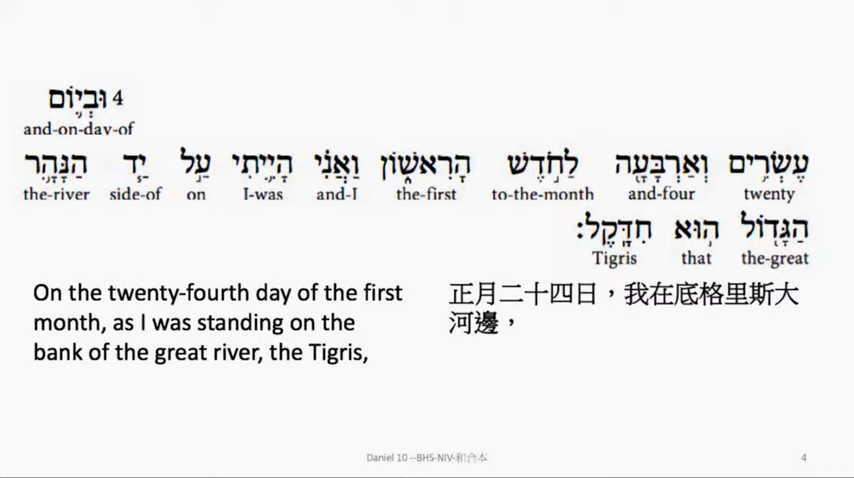 4 וּבְי֛וֹם
and-on-day-of
עֶשְׂרִ֥ים וְאַרְבָּעָ֖ה לַחֹ֣דֶשׁ הָרִאשׁ֑וֹן וַאֲנִ֗י הָיִ֛יתִי עַ֣ל יַ֧ד הַנָּהָ֛ר
the-river side-of on I-was and-I the-first to-the-month and-four twenty
הַגָּד֖וֹל ה֥וּא חִדָּֽקֶל׃
Tigris that the-great
On the twenty-fourth day of the first
month, as I was standing on the
bank of the great river, the Tigris,
正月二十四日，我在底格里斯大
河邊，
Daniel 10 --BHS-NIV-和合本
4